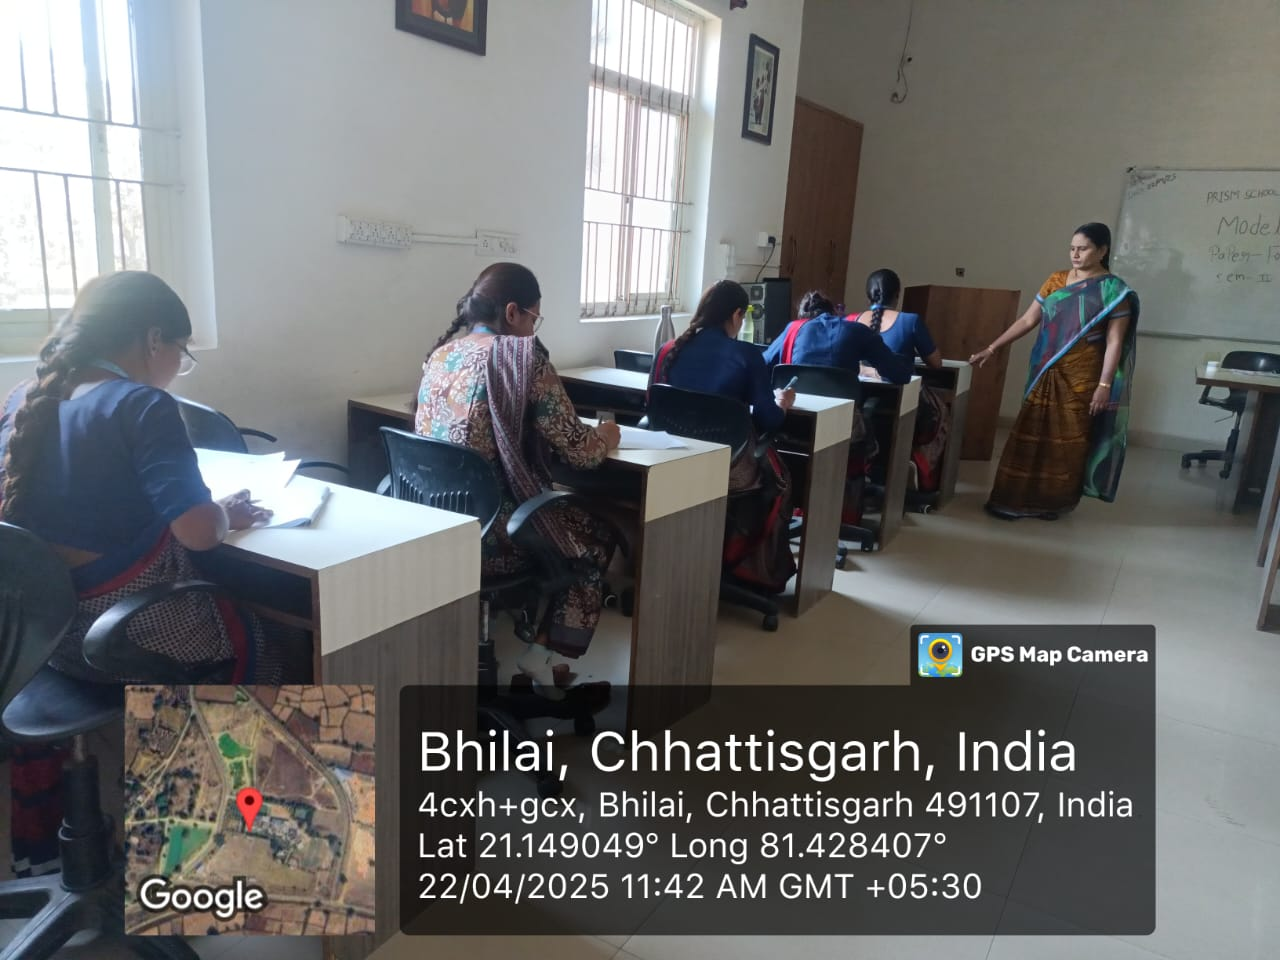 PRISM SCHOOL
Model
Paper-
Sem-II
GPS Map Camera
Bhilai, Chhattisgarh, India
4cxh+gcx, Bhilai, Chhattisgarh 491107, India
Lat 21.149049° Long 81.428407°
22/04/2025 11:42 AM GMT +05:30
Google